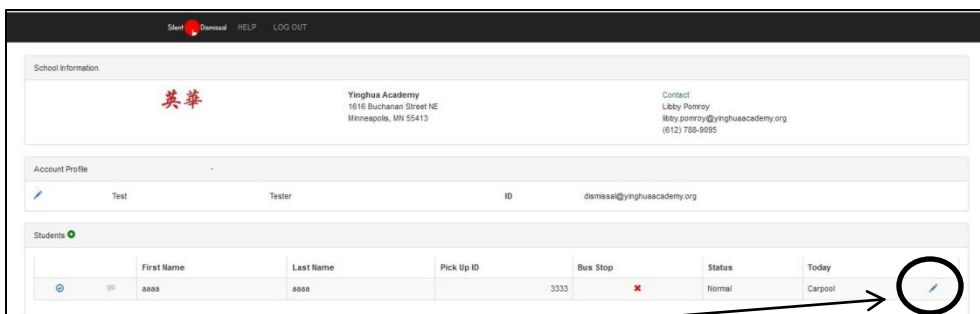 Silent Dismissal HELP LOG OUT
School Information
英華
Yinghua Academy
1616 Buchanan Street NE
Minneapolis, MN 55413
Contact
Libby Pomroy
libby.pomroy@yinghuaacademy.org
(612) 788-9095
Account Profile
Test Tester ID dismissal@yinghuaacademy.org
Students
First Name Last Name Pick Up ID Bus Stop Status Today
aaaa aaaa 3333 Normal Carpool